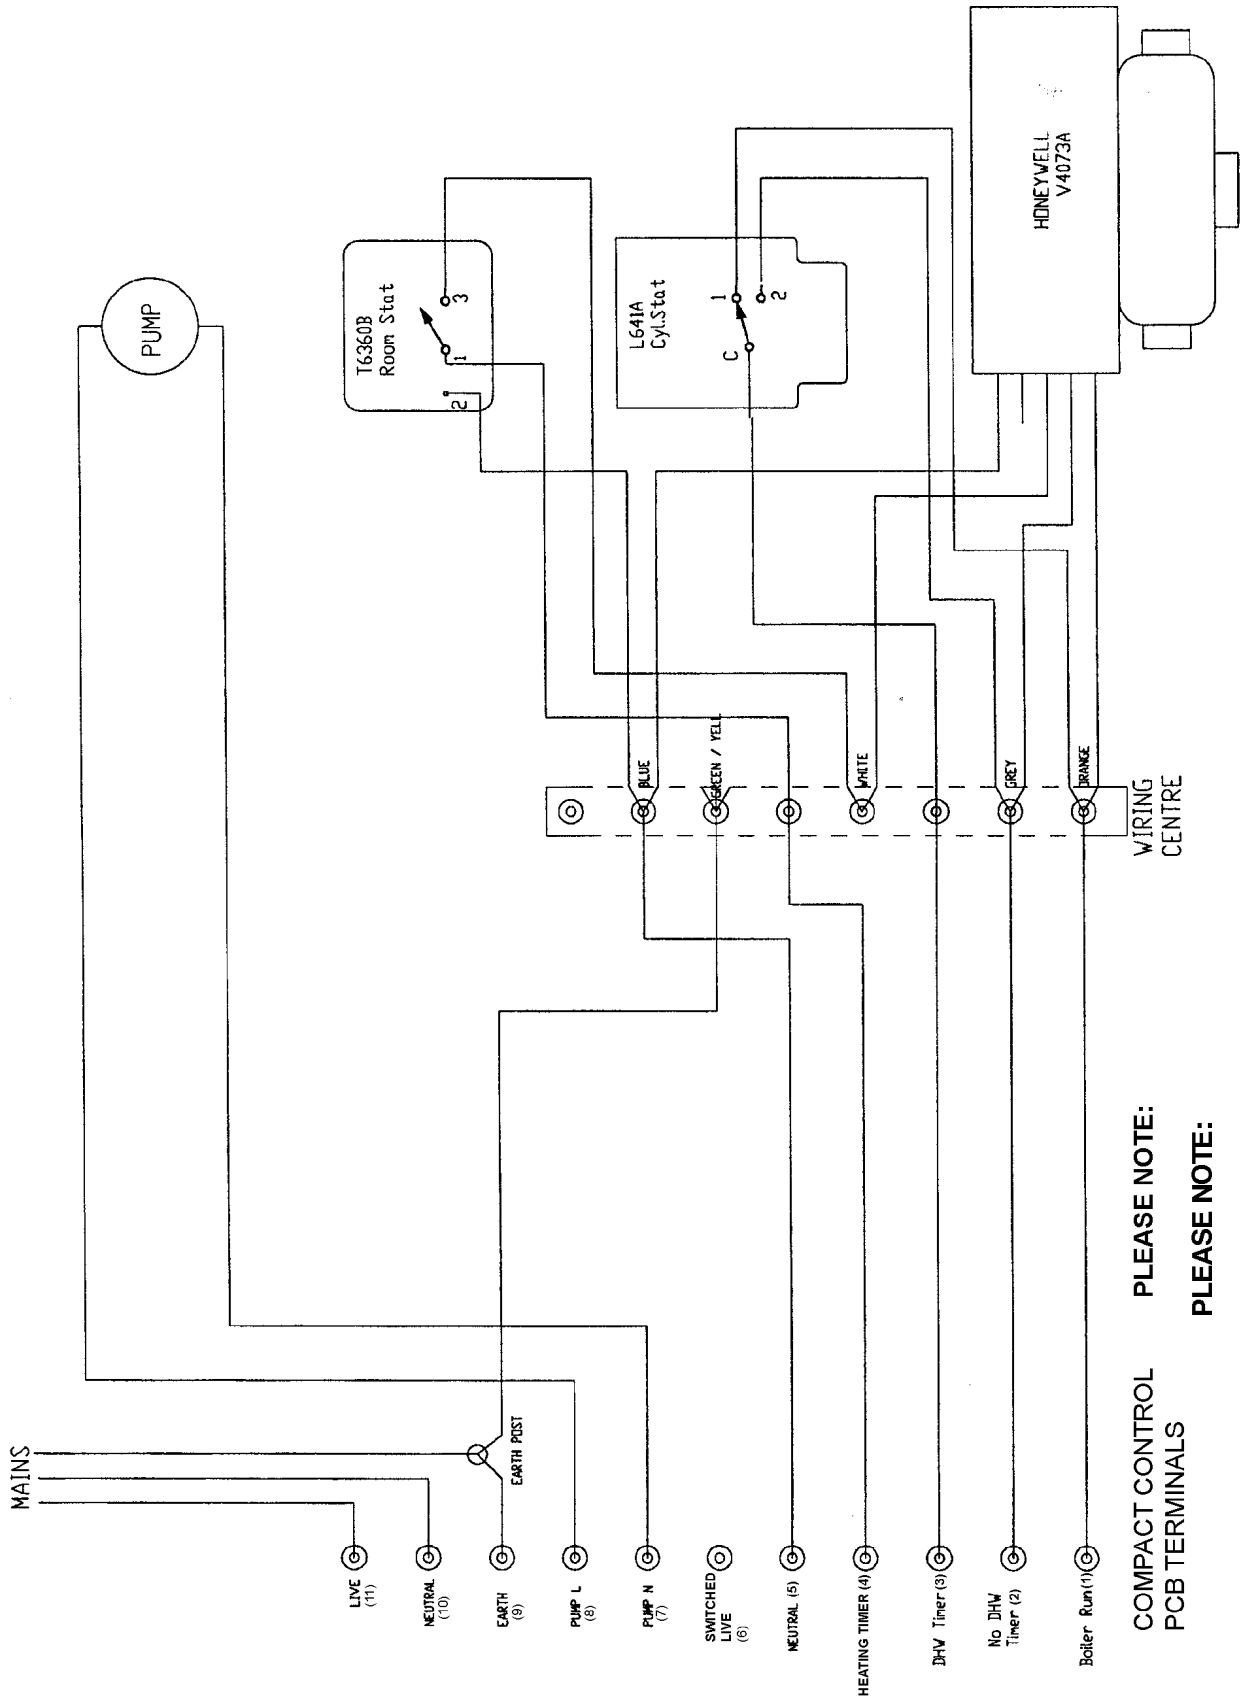 MAINS
PUMP
T6360B
Room Stat
2
1
3
L641A
Cyl.Stat
C
1
2
HONEYWELL
V4073A
BLUE
GREEN / YELL
WHITE
GREY
ORANGE
WIRING
CENTRE
EARTH POST
LIVE
(11)
NEUTRAL
(10)
EARTH
(9)
PUMP L
(8)
PUMP N
(7)
SWITCHED
LIVE
(6)
NEUTRAL (5)
HEATING TIMER (4)
DHW Timer (3)
No DHW
Timer (2)
Boiler Run (1)
COMPACT CONTROL
PCB TERMINALS
PLEASE NOTE:
PLEASE NOTE: